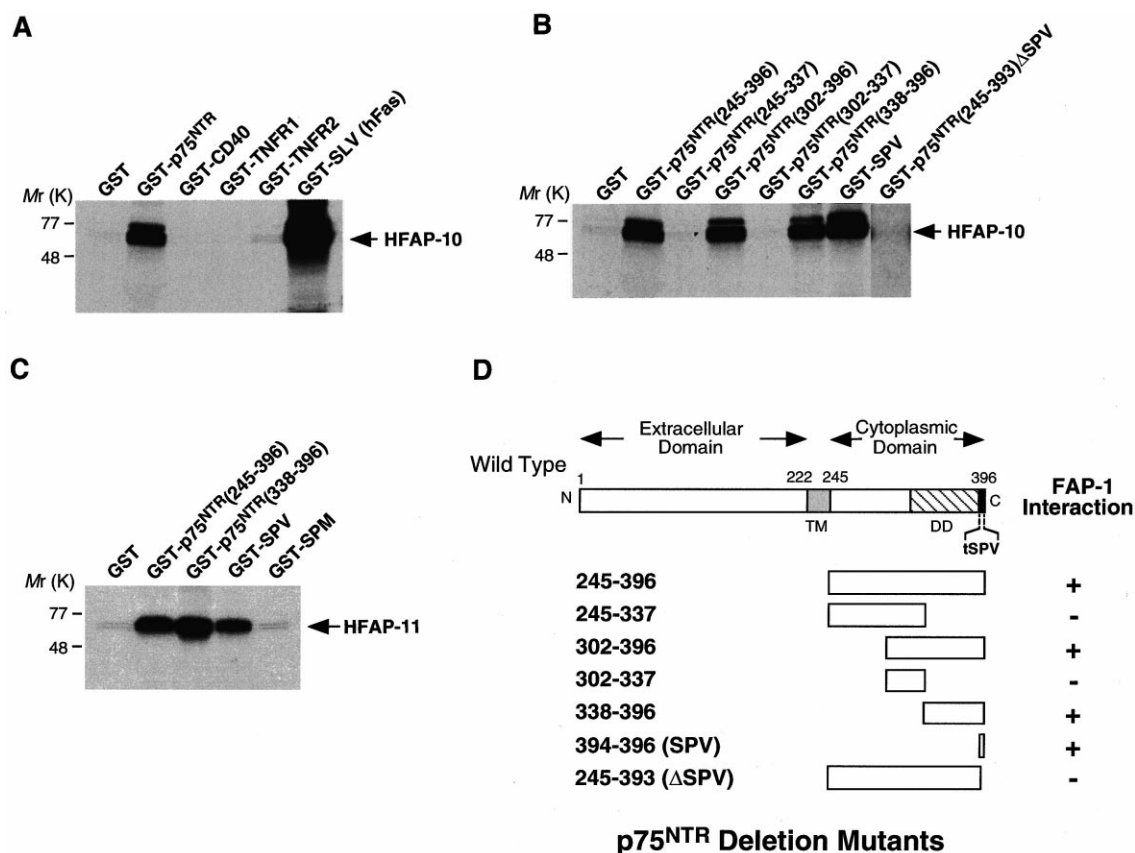 A
GST
GST-p75NTR
GST-CD40
GST-TNFR1
GST-TNFR2
GST-SLV (hFas)
Mr (K)
77
48
HFAP-10
B
GST
GST-p75NTR(245-396)
GST-p75NTR(245-337)
GST-p75NTR(302-396)
GST-p75NTR(302-337)
GST-p75NTR(338-396)
GST-SPV
GST-p75NTR(245-393)ΔSPV
Mr (K)
77
48
HFAP-10
C
GST
GST-p75NTR(245-396)
GST-p75NTR(338-396)
GST-SPV
GST-SPM
Mr (K)
77
48
HFAP-11
D
Extracellular Domain
Cytoplasmic Domain
Wild Type
1 222 245 396
N C
TM DD
tSPV
FAP-1 Interaction
245-396 +
245-337 -
302-396 +
302-337 -
338-396 +
394-396 (SPV) +
245-393 (ΔSPV) -
p75NTR Deletion Mutants